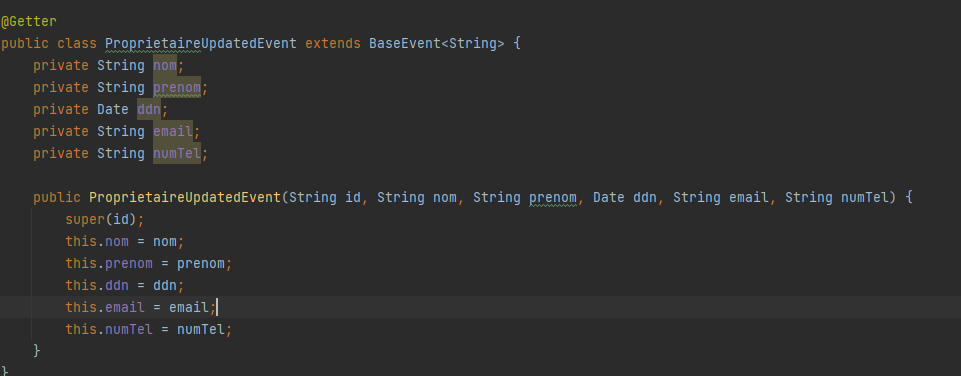 @Getter
public class ProprietaireUpdatedEvent extends BaseEvent<String> {
    private String nom;
    private String prenom;
    private Date ddn;
    private String email;
    private String numTel;
    public ProprietaireUpdatedEvent(String id, String nom, String prenom, Date ddn, String email, String numTel) {
        super(id);
        this.nom = nom;
        this.prenom = prenom;
        this.ddn = ddn;
        this.email = email;
        this.numTel = numTel;
    }
}